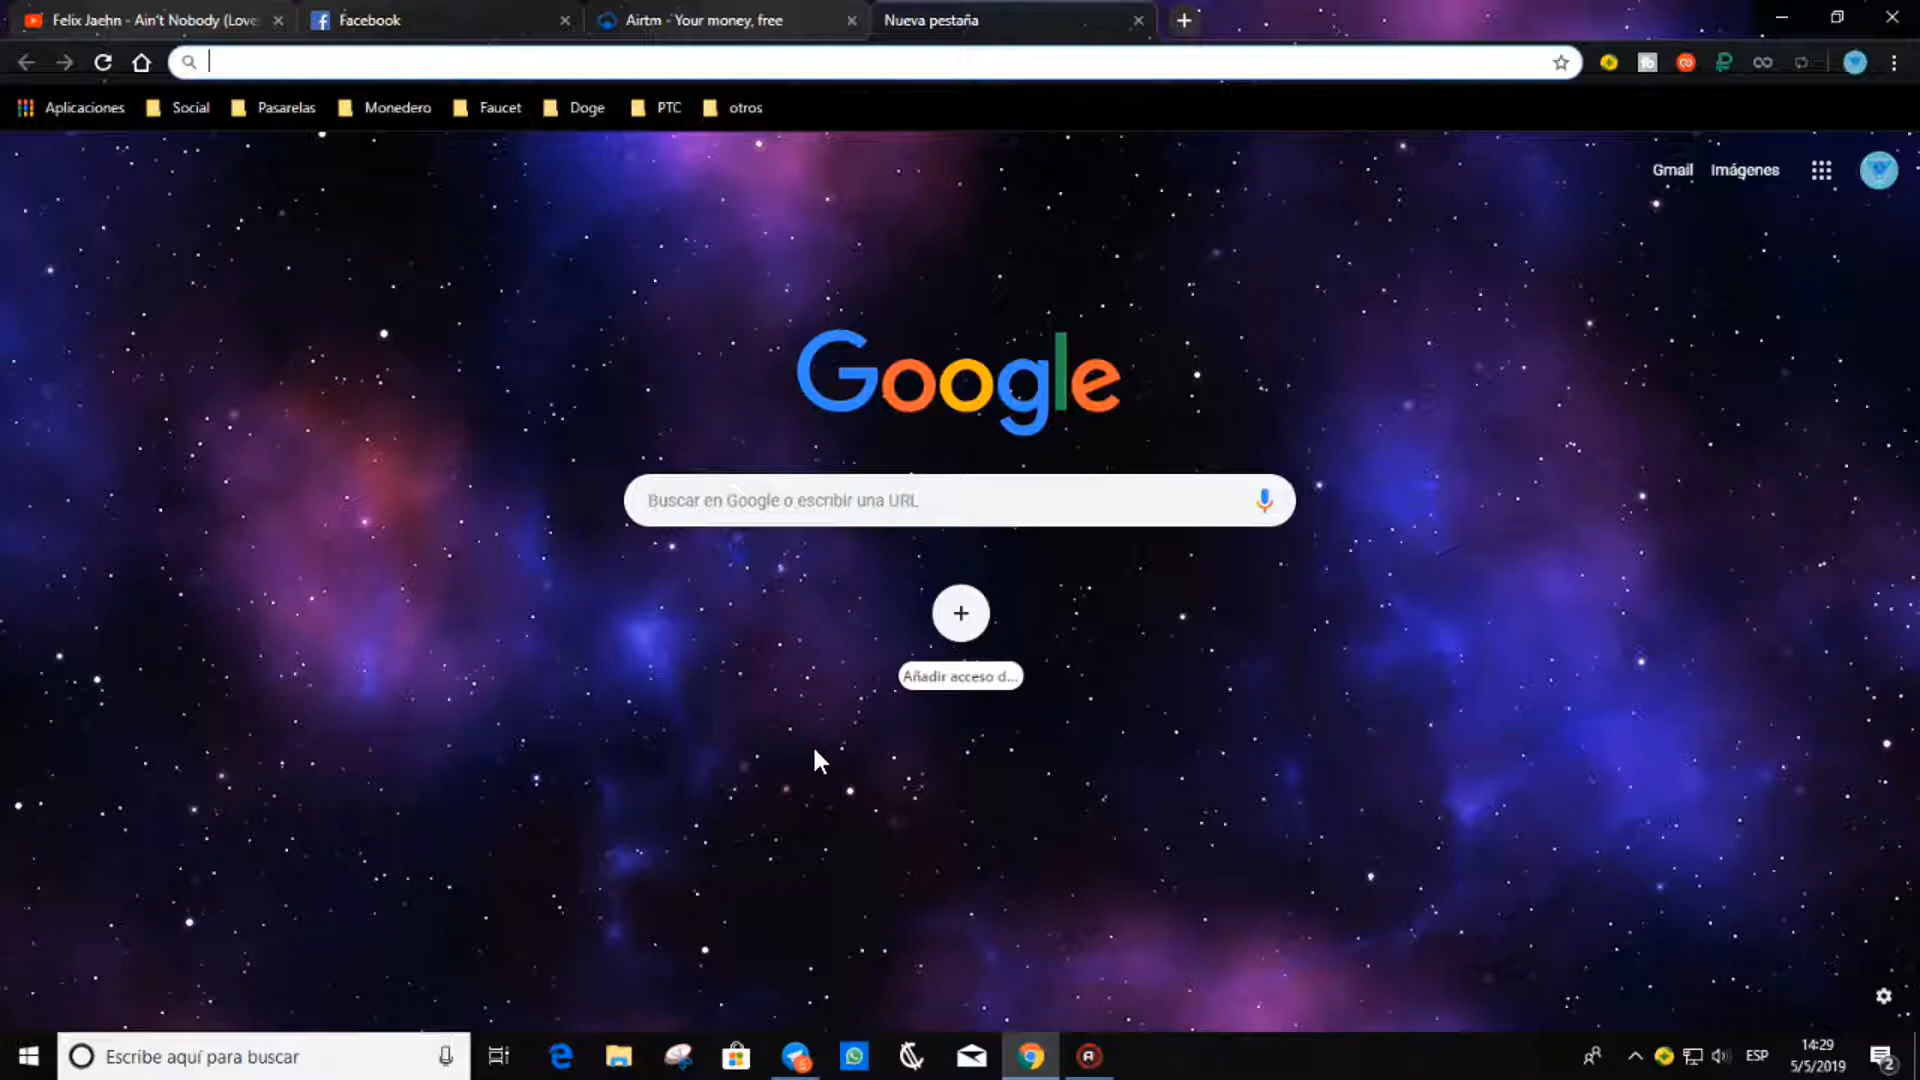 Felix Jaehn - Ain't Nobody (Love
Facebook
Airtm - Your money, free
Nueva pestaña
Aplicaciones
Social
Pasarelas
Monedero
Faucet
Doge
PTC
otros
Gmail
Imágenes
Google
Buscar en Google o escribir una URL
Añadir acceso d...
Escribe aquí para buscar
ESP
14:29
5/5/2019
2